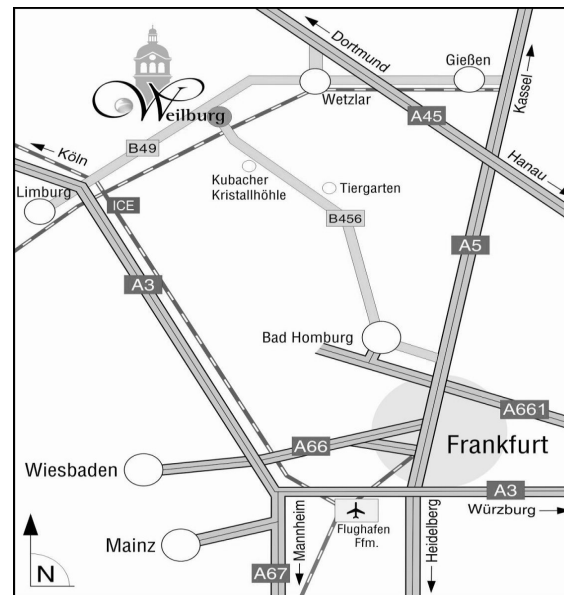 Dortmund
Gießen
Kassel
Wetzlar
Weilburg
A45
B49
Köln
Hanau
Kubacher
Kristallhöhle
Tiergarten
Limburg
ICE
B456
A5
A3
Bad Homburg
A661
A66
Frankfurt
Wiesbaden
A3
Würzburg
Flughafen
Ffm.
Mannheim
Heidelberg
Mainz
A67
N